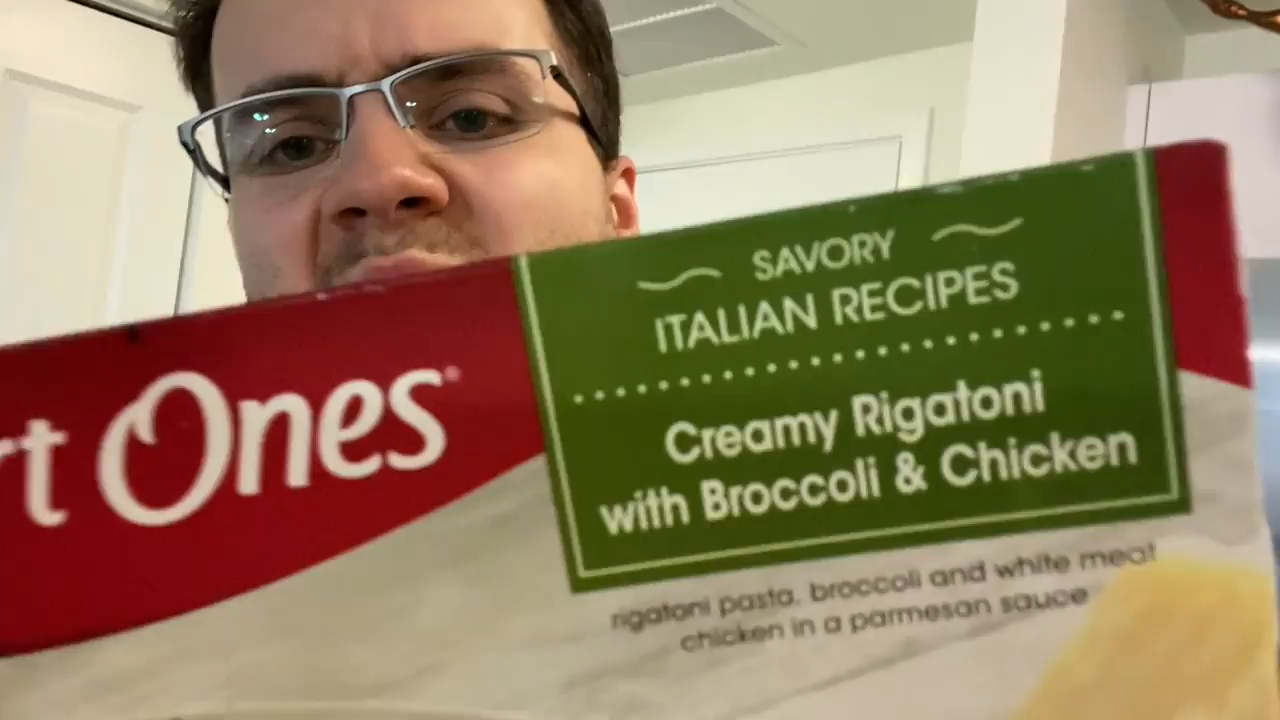 rt Ones®
SAVORY
ITALIAN RECIPES
Creamy Rigatoni
with Broccoli & Chicken
rigatoni pasta, broccoli and white meat
chicken in a parmesan sauce